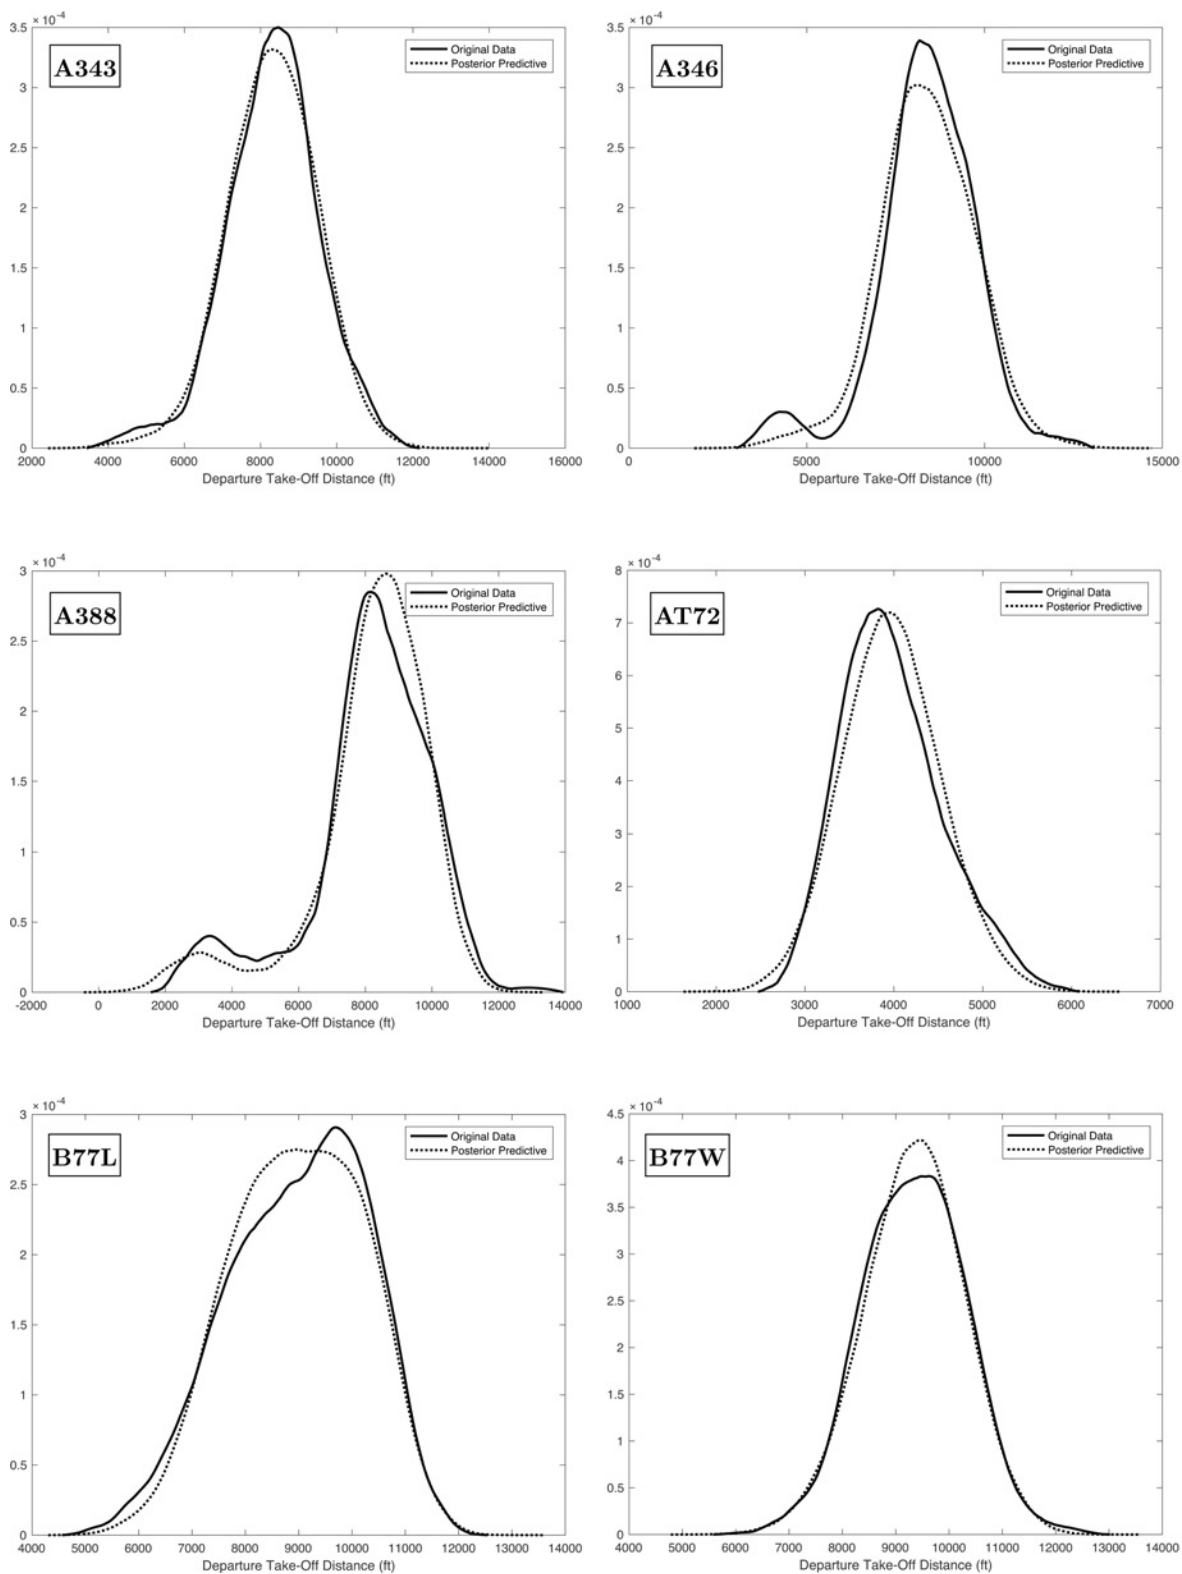 × 10⁻⁴
3.5
3
2.5
2
1.5
1
0.5
0
A343
Original Data
Posterior Predictive
2000 4000 6000 8000 10000 12000 14000 16000
Departure Take-Off Distance (ft)
× 10⁻⁴
3.5
3
2.5
2
1.5
1
0.5
0
A346
Original Data
Posterior Predictive
0 5000 10000 15000
Departure Take-Off Distance (ft)
× 10⁻⁴
3
2.5
2
1.5
1
0.5
0
A388
Original Data
Posterior Predictive
-2000 0 2000 4000 6000 8000 10000 12000 14000
Departure Take-Off Distance (ft)
× 10⁻⁴
8
7
6
5
4
3
2
1
0
AT72
Original Data
Posterior Predictive
1000 2000 3000 4000 5000 6000 7000
Departure Take-Off Distance (ft)
× 10⁻⁴
3
2.5
2
1.5
1
0.5
0
B77L
Original Data
Posterior Predictive
4000 5000 6000 7000 8000 9000 10000 11000 12000 13000 14000
Departure Take-Off Distance (ft)
× 10⁻⁴
4.5
4
3.5
3
2.5
2
1.5
1
0.5
0
B77W
Original Data
Posterior Predictive
4000 5000 6000 7000 8000 9000 10000 11000 12000 13000 14000
Departure Take-Off Distance (ft)